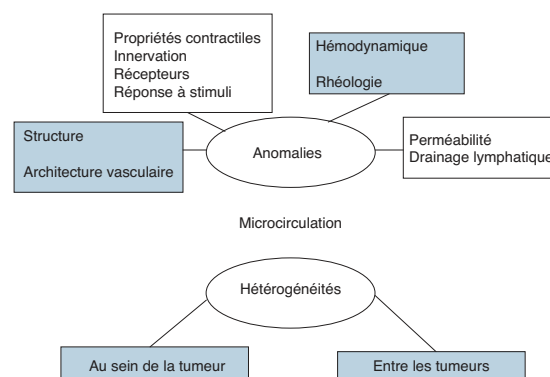 Propriétés contractiles
Innervation
Récepteurs
Réponse à stimuli
Hémodynamique
Rhéologie
Structure
Architecture vasculaire
Anomalies
Perméabilité
Drainage lymphatique
Microcirculation
Hétérogénéités
Au sein de la tumeur
Entre les tumeurs